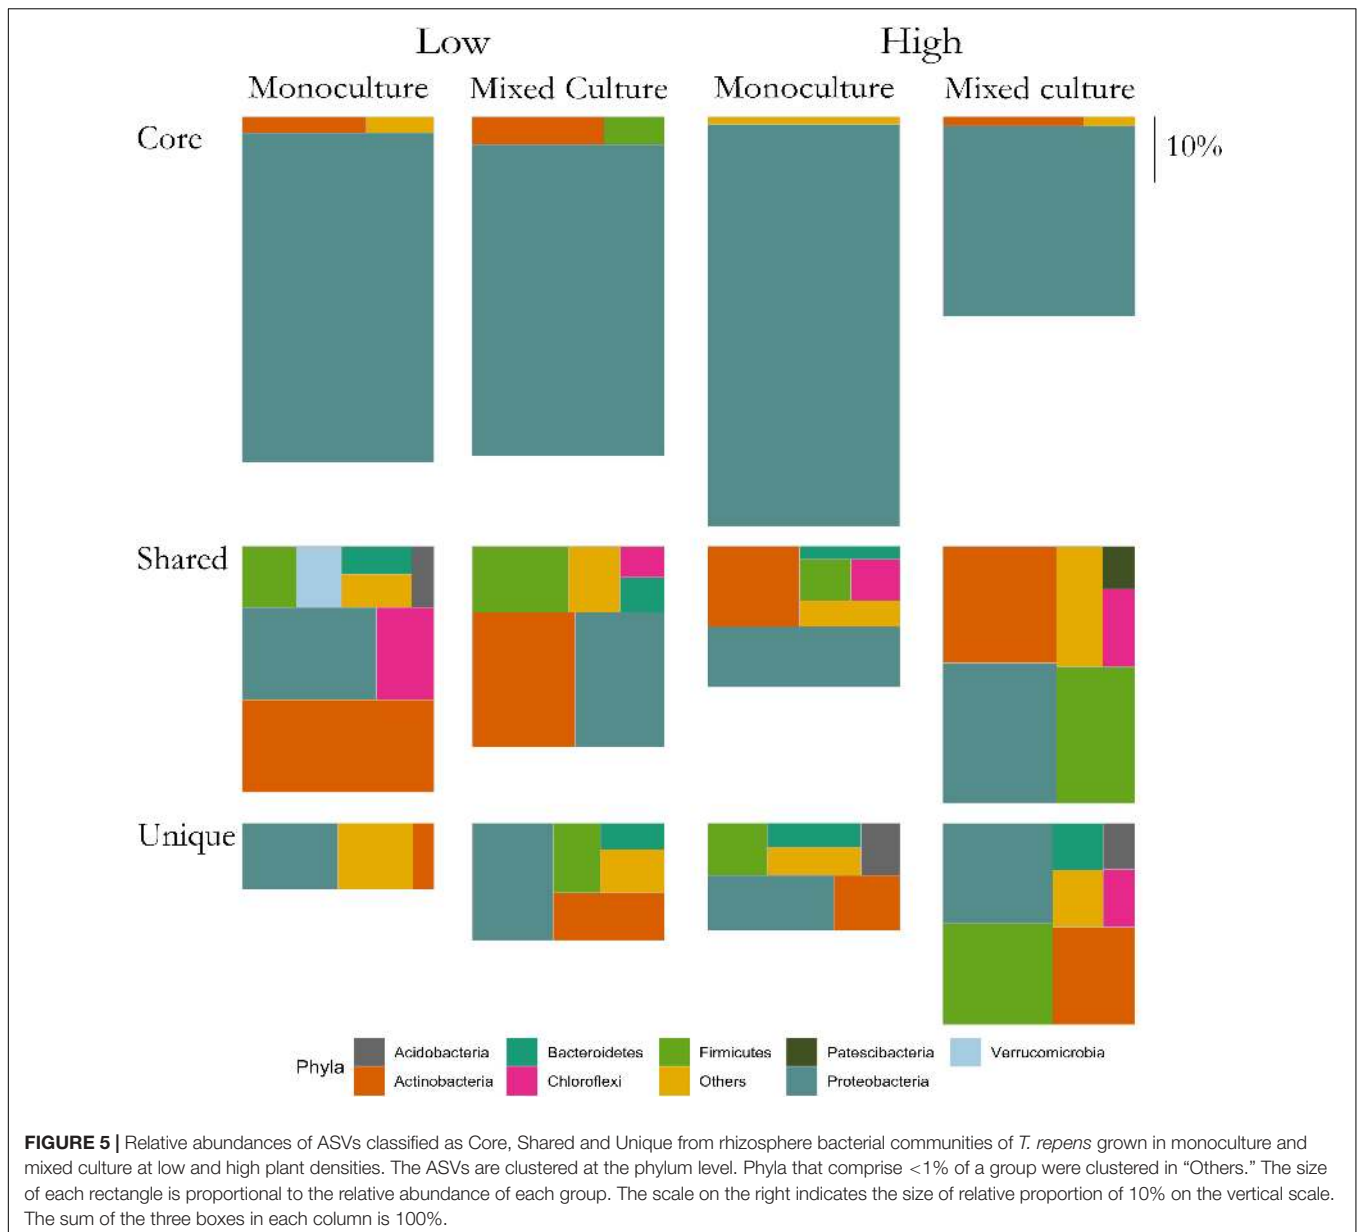 Low High
Monoculture Mixed Culture Monoculture Mixed culture
Core
10%
Shared
Unique
Phyla
Acidobacteria Bacteroidetes Firmicutes Patescibacteria Verrucomicrobia
Actinobacteria Chloroflexi Others Proteobacteria
FIGURE 5 | Relative abundances of ASVs classified as Core, Shared and Unique from rhizosphere bacterial communities of T. repens grown in monoculture and
mixed culture at low and high plant densities. The ASVs are clustered at the phylum level. Phyla that comprise <1% of a group were clustered in “Others.” The size
of each rectangle is proportional to the relative abundance of each group. The scale on the right indicates the size of relative proportion of 10% on the vertical scale.
The sum of the three boxes in each column is 100%.